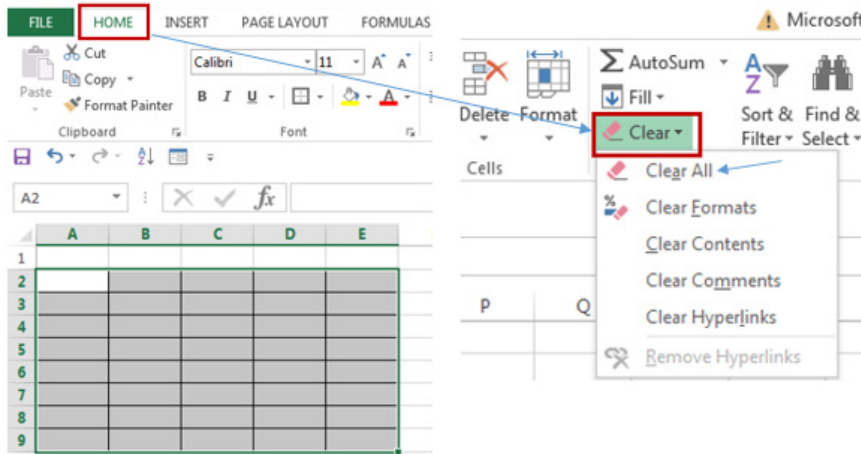 FILE HOME INSERT PAGE LAYOUT FORMULAS
Cut
Copy
Format Painter
Paste
Clipboard
Calibri 11 A A
B I U A
Font
A2 fx
A B C D E
1
2
3
4
5
6
7
8
9
Microsoft
AutoSum
Fill
Clear
Delete Format
Cells
A
Z
Sort & Filter
Find & Select
Clear All
Clear Formats
Clear Contents
Clear Comments
Clear Hyperlinks
Remove Hyperlinks
P Q